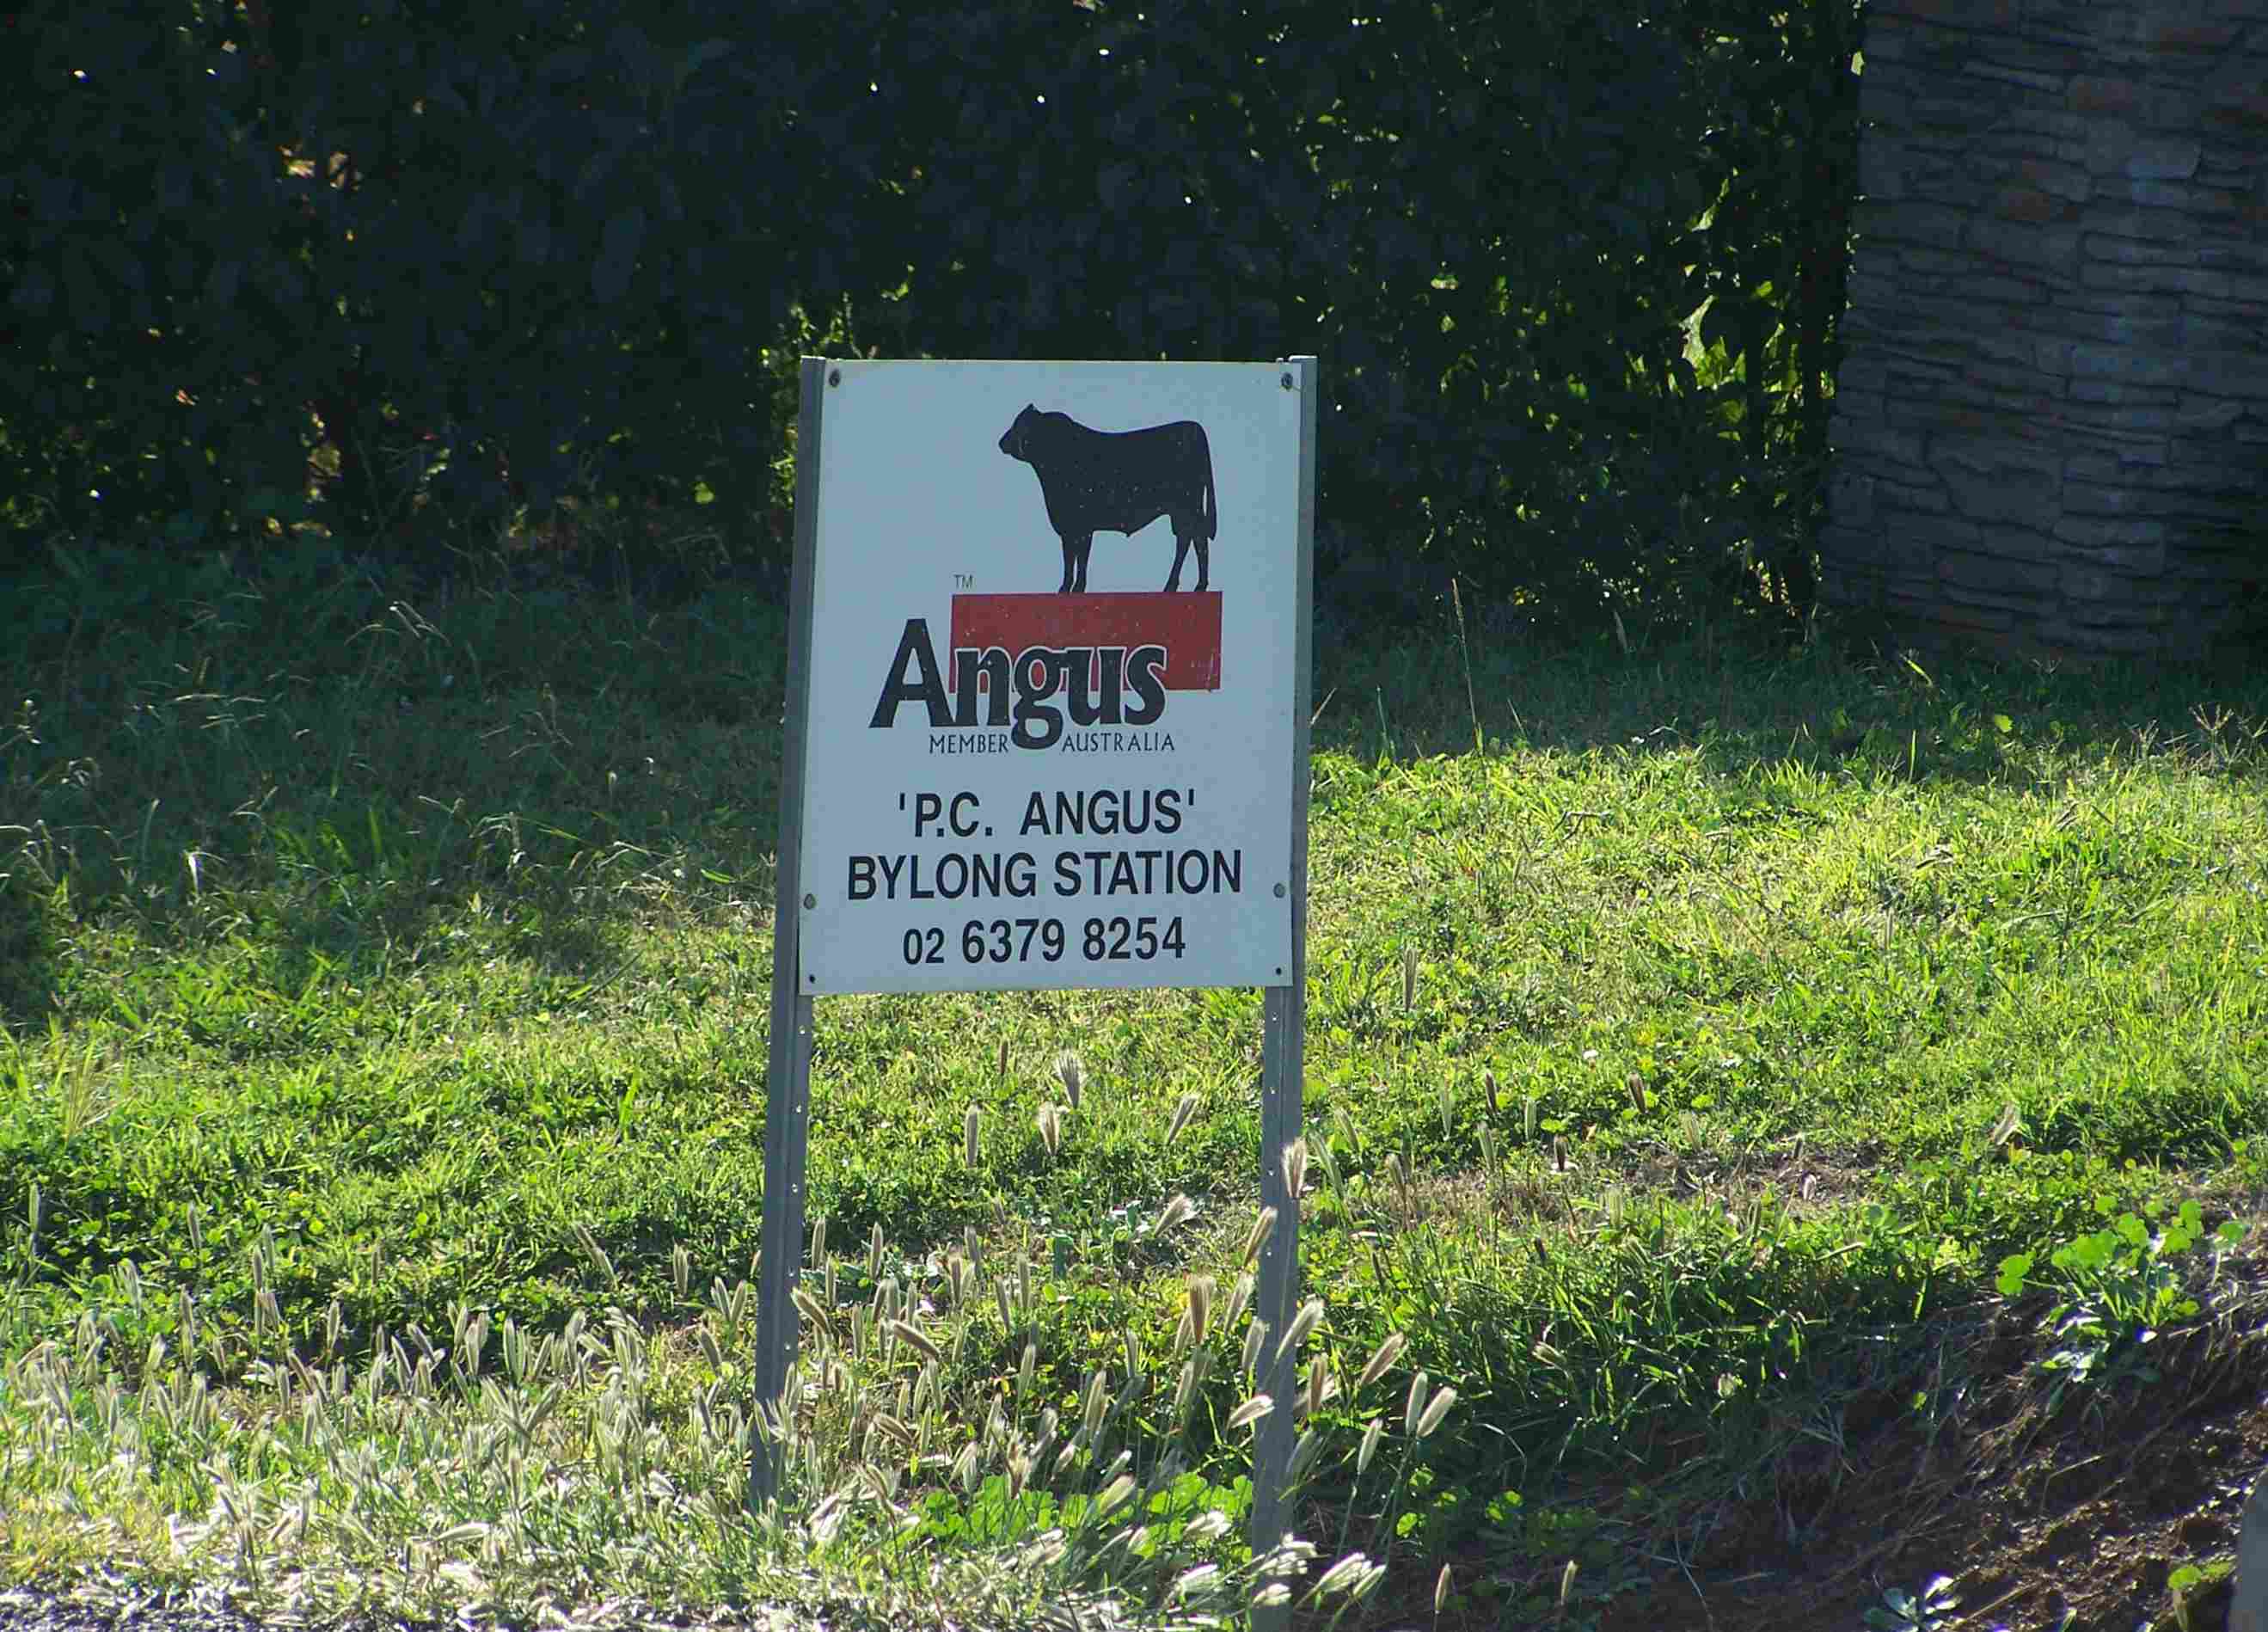 TM
Angus
MEMBER AUSTRALIA
'P.C. ANGUS'
BYLONG STATION
02 6379 8254